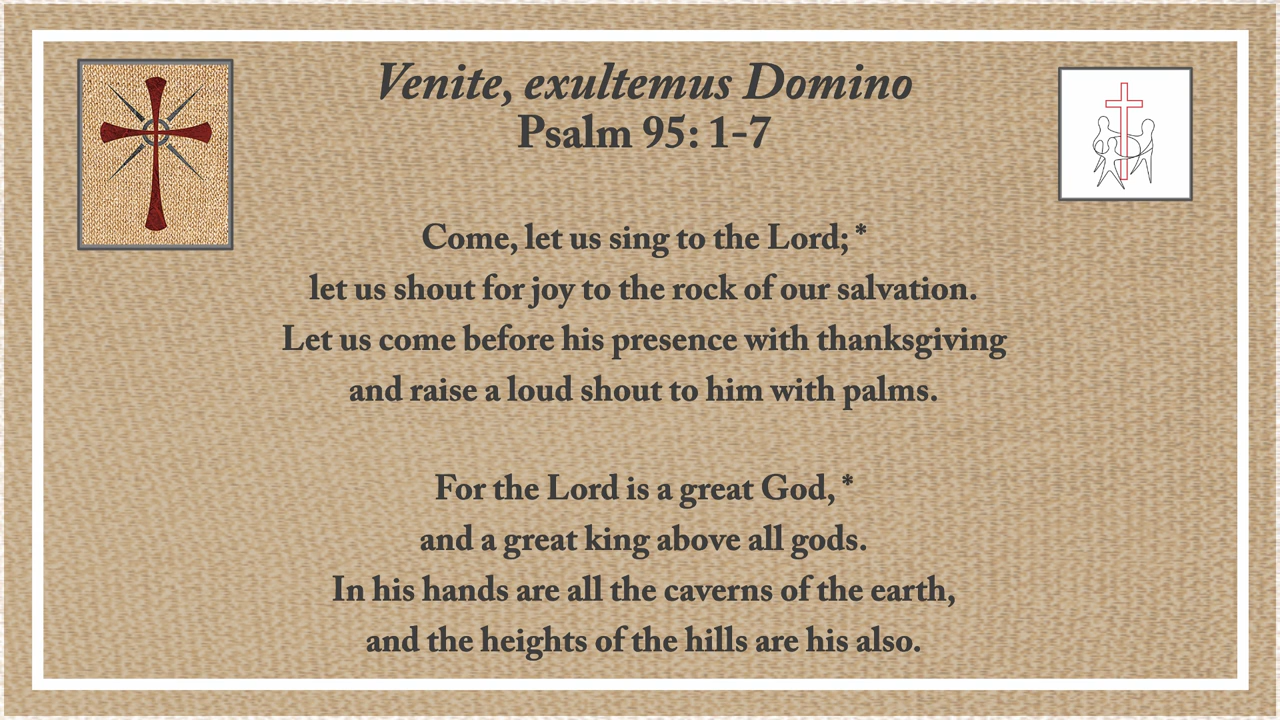 Venite, exultemus Domino
Psalm 95: 1-7
Come, let us sing to the Lord; *
let us shout for joy to the rock of our salvation.
Let us come before his presence with thanksgiving
and raise a loud shout to him with palms.
For the Lord is a great God, *
and a great king above all gods.
In his hands are all the caverns of the earth,
and the heights of the hills are his also.